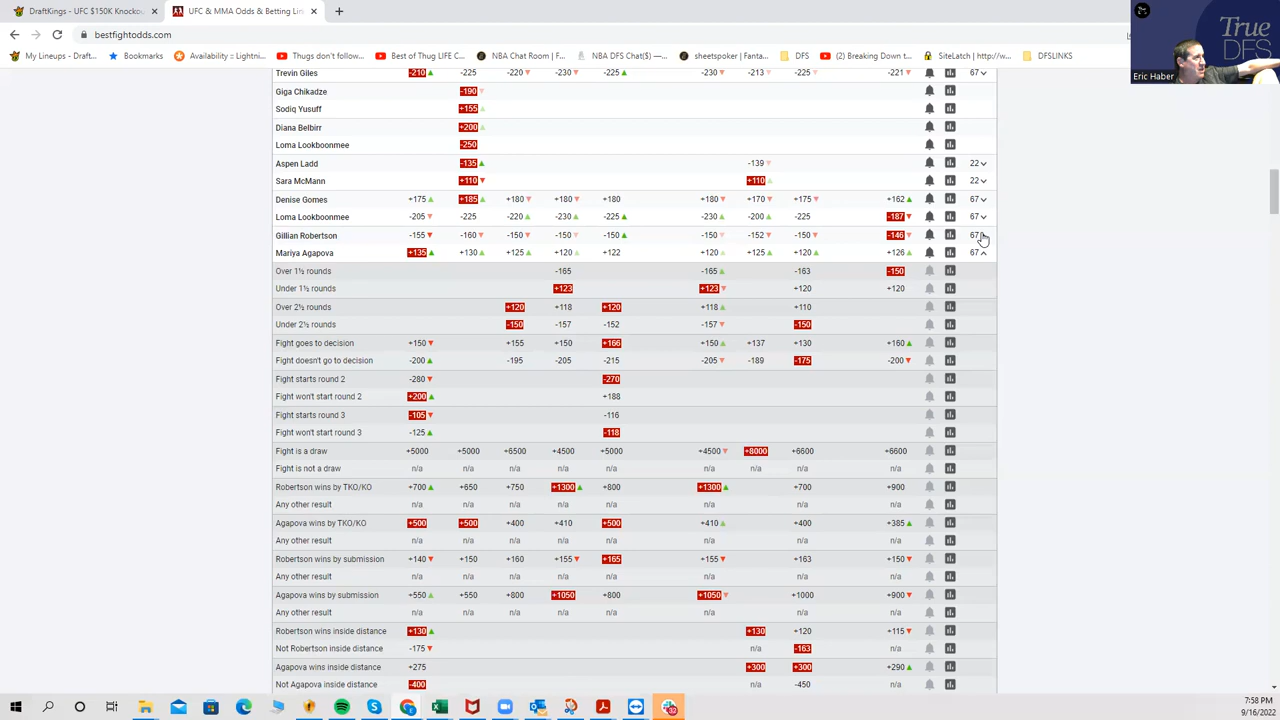 DraftKings - UFC $150K Knockou
UFC & MMA Odds & Betting Lin
bestfightodds.com
My Lineups - Draft... Bookmarks Availability :: Lightni... Thugs don't follow... Best of Thug LIFE C... NBA Chat Room | F... NBA DFS Chat($) —... sheetspoker | Fanta... DFS (2) Breaking Down t... SiteLatch | http://w... DFSLINKS
True DFS
Eric Haber
Trevin Giles -210 -225 -220 -230 -225 -230 -213 -225 -221 67
Giga Chikadze -190
Sodiq Yusuff +155
Diana Belbirr +200
Loma Lookboonmee -250
Aspen Ladd -135 -139 22
Sara McMann +110 +110 22
Denise Gomes +175 +185 +180 +180 +180 +180 +170 +175 +162 67
Loma Lookboonmee -205 -225 -220 -230 -225 -230 -200 -225 -187 67
Gillian Robertson -155 -160 -150 -150 -150 -150 -152 -150 -146 67
Mariya Agapova +135 +130 +125 +120 +122 +120 +125 +120 +126 67
Over 1½ rounds -165 -165 -163 -150
Under 1½ rounds +123 +123 +120 +120
Over 2½ rounds +120 +118 +120 +118 +110
Under 2½ rounds -150 -157 -152 -157 -150
Fight goes to decision +150 +155 +150 +166 +150 +137 +130 +160
Fight doesn't go to decision -200 -195 -205 -215 -205 -189 -175 -200
Fight starts round 2 -280 -270
Fight won't start round 2 +200 +188
Fight starts round 3 -105 -116
Fight won't start round 3 -125 -118
Fight is a draw +5000 +5000 +6500 +4500 +5000 +4500 +8000 +6600 +6600
Fight is not a draw n/a n/a n/a n/a n/a n/a n/a n/a n/a
Robertson wins by TKO/KO +700 +650 +750 +1300 +800 +1300 +700 +900
Any other result n/a n/a n/a n/a n/a n/a n/a n/a
Agapova wins by TKO/KO +500 +500 +400 +410 +500 +410 +400 +385
Any other result n/a n/a n/a n/a n/a n/a n/a n/a
Robertson wins by submission +140 +150 +160 +155 +165 +155 +163 +150
Any other result n/a n/a n/a n/a n/a n/a n/a n/a
Agapova wins by submission +550 +550 +800 +1050 +800 +1050 +1000 +900
Any other result n/a n/a n/a n/a n/a n/a n/a n/a
Robertson wins inside distance +130 +130 +120 +115
Not Robertson inside distance -175 n/a -163 n/a
Agapova wins inside distance +275 +300 +300 +290
Not Agapova inside distance -400 n/a -450 n/a
7:58 PM
9/16/2022